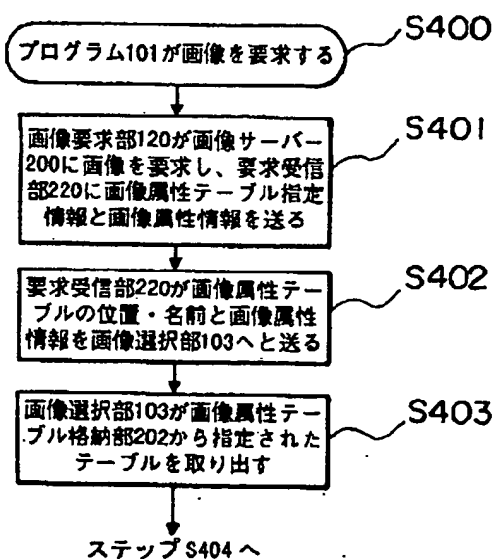 プログラム101が画像を要求する
S400
画像要求部120が画像サーバー
200に画像を要求し、要求受信
部220に画像属性テーブル指定
情報と画像属性情報を送る
S401
要求受信部220が画像属性テー
ブルの位置・名前と画像属性
情報を画像選択部103へと送る
S402
画像選択部103が画像属性テー
ブル格納部202から指定された
テーブルを取り出す
S403
ステップS404へ